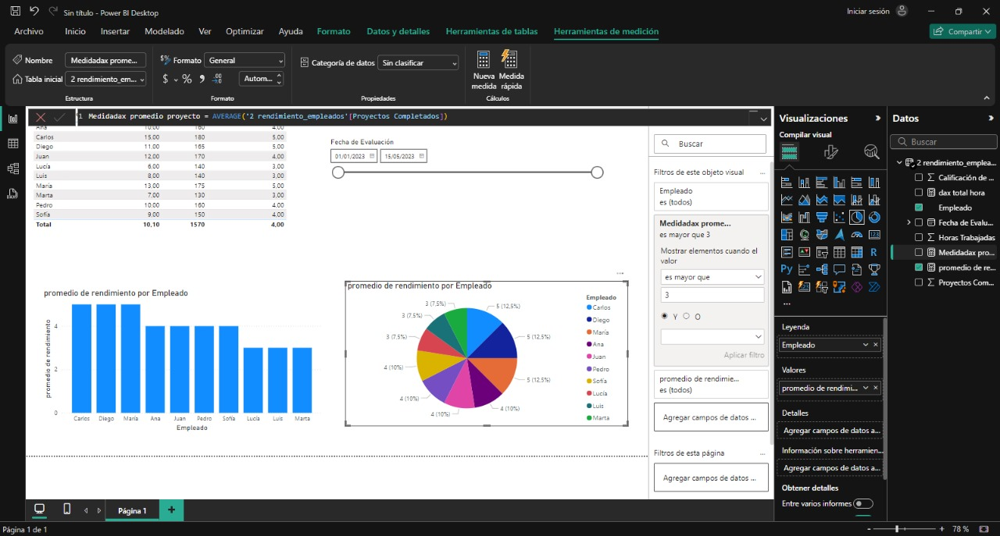 Sin título - Power BI Desktop
Iniciar sesión
Archivo
Inicio
Insertar
Modelado
Ver
Optimizar
Ayuda
Formato
Datos y detalles
Herramientas de tablas
Herramientas de medición
Compartir
Nombre
Medidadax prome...
Tabla inicial
2 rendimiento_em...
Estructura
Formato
General
$
%
Autom...
Formato
Categoría de datos
Sin clasificar
Propiedades
Nueva medida
Medida rápida
Cálculos
1 Medidadax promedio proyecto = AVERAGE('2 rendimiento_empleados'[Proyectos Completados])
Ana 10,00 160 4,00
Carlos 15,00 180 5,00
Diego 11,00 165 5,00
Juan 12,00 170 4,00
Lucía 6,00 140 3,00
Luis 8,00 140 3,00
María 13,00 175 5,00
Marta 7,00 130 3,00
Pedro 10,00 160 4,00
Sofía 9,00 150 4,00
Total 10,10 1570 4,00
Fecha de Evaluación
01/01/2023
15/05/2023
promedio de rendimiento por Empleado
promedio de rendimiento
4
2
0
Carlos
Diego
María
Ana
Juan
Pedro
Sofía
Lucía
Luis
Marta
Empleado
promedio de rendimiento por Empleado
5 (12,5%)
5 (12,5%)
5 (12,5%)
4 (10%)
4 (10%)
4 (10%)
4 (10%)
3 (7,5%)
3 (7,5%)
3 (7,5%)
Empleado
Carlos
Diego
María
Ana
Juan
Pedro
Sofía
Lucía
Luis
Marta
Buscar
Filtros de este objeto visual
...
Empleado
es (todos)
Medidadax prome...
es mayor que 3
Mostrar elementos cuando el
valor
es mayor que
3
Y
O
Aplicar filtro
promedio de rendimie...
es (todos)
Agregar campos de datos ...
Filtros de esta página
...
Agregar campos de datos ...
Visualizaciones
Compilar visual
123
R
Py
...
Leyenda
Empleado
Valores
promedio de rendimi...
Detalles
Agregar campos de datos a...
Información sobre herramien...
Agregar campos de datos a...
Obtener detalles
Entre varios informes
Datos
Buscar
2 rendimiento_emplea...
Calificación de ...
dax total hora
Empleado
Fecha de Evalu...
Horas Trabajadas
Medidadax pro...
promedio de re...
Proyectos Com...
Página 1
+
Página 1 de 1
- + 78 %